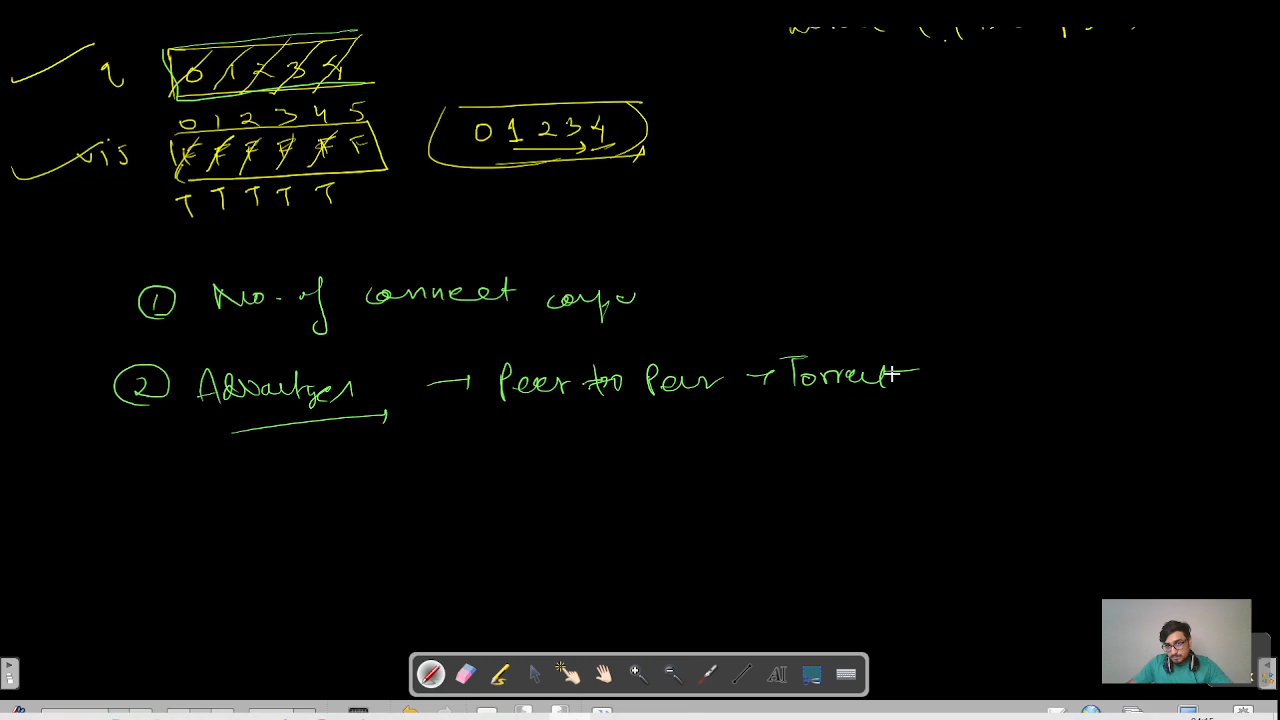 q 0 1 2 3 4
0 1 2 3 4 5
vis F F F F F F
0 1 2 3 4
T T T T T
① No. of connect
② Advantages → Peer to Peer → Torrent